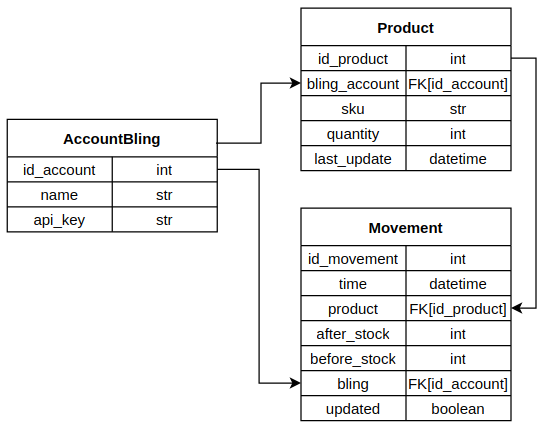 Product
id_product int
bling_account FK[id_account]
sku str
quantity int
last_update datetime
AccountBling
id_account int
name str
api_key str
Movement
id_movement int
time datetime
product FK[id_product]
after_stock int
before_stock int
bling FK[id_account]
updated boolean